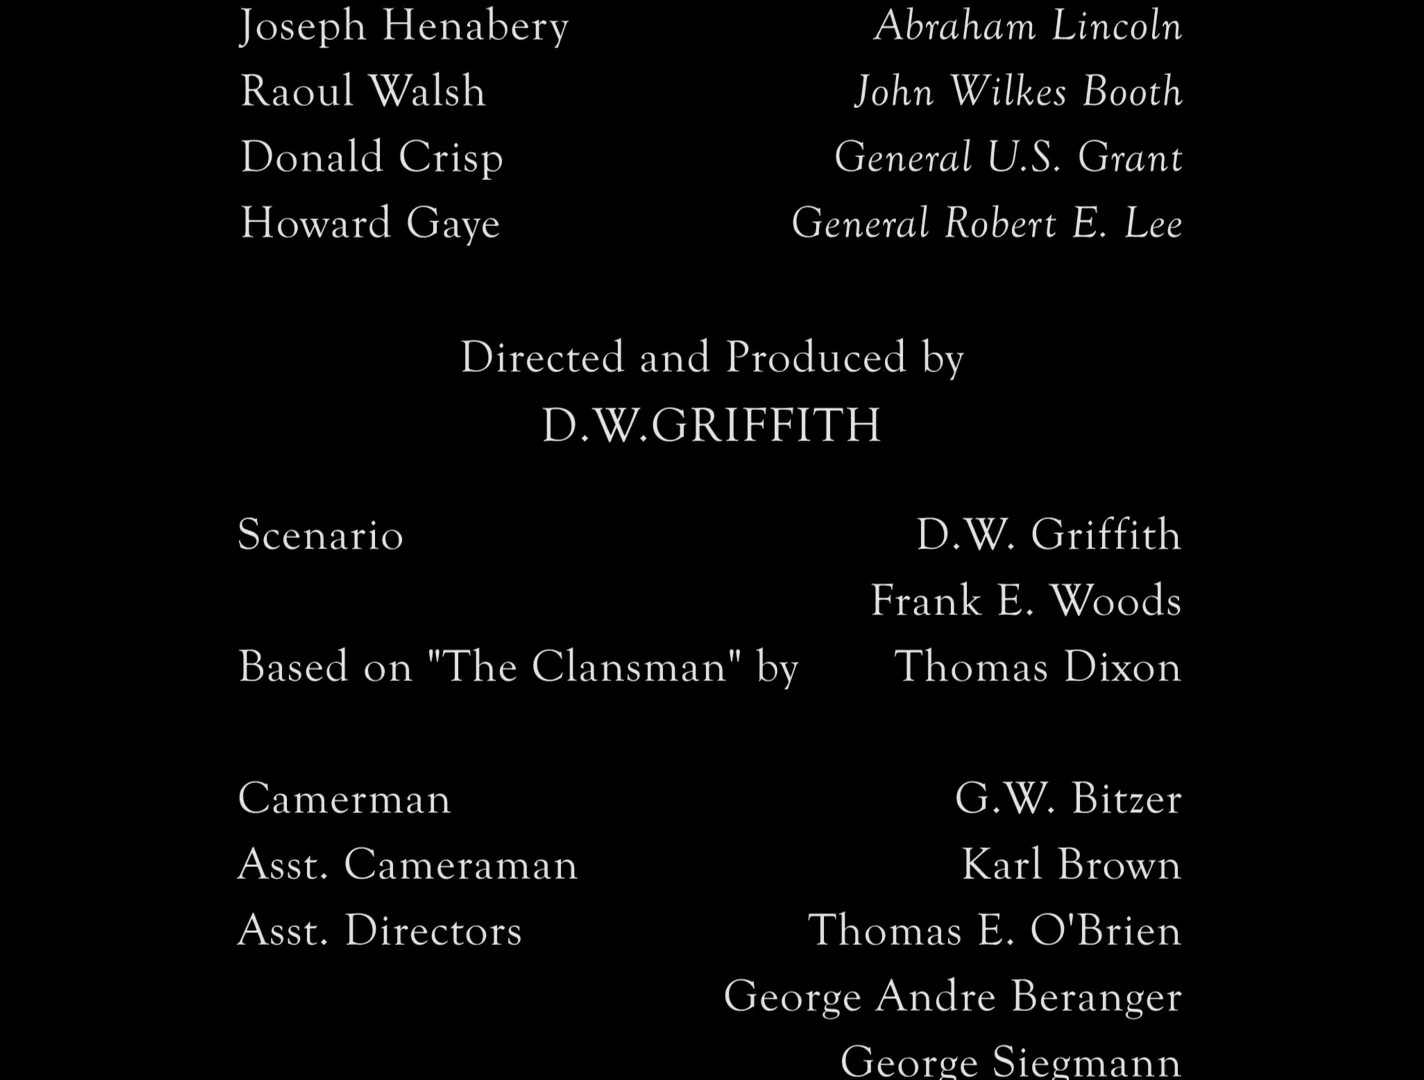 Joseph Henabery Abraham Lincoln
Raoul Walsh John Wilkes Booth
Donald Crisp General U.S. Grant
Howard Gaye General Robert E. Lee
Directed and Produced by
D.W.GRIFFITH
Scenario D.W. Griffith
Frank E. Woods
Based on "The Clansman" by Thomas Dixon
Camerman G.W. Bitzer
Asst. Cameraman Karl Brown
Asst. Directors Thomas E. O'Brien
George Andre Beranger
George Siegmann